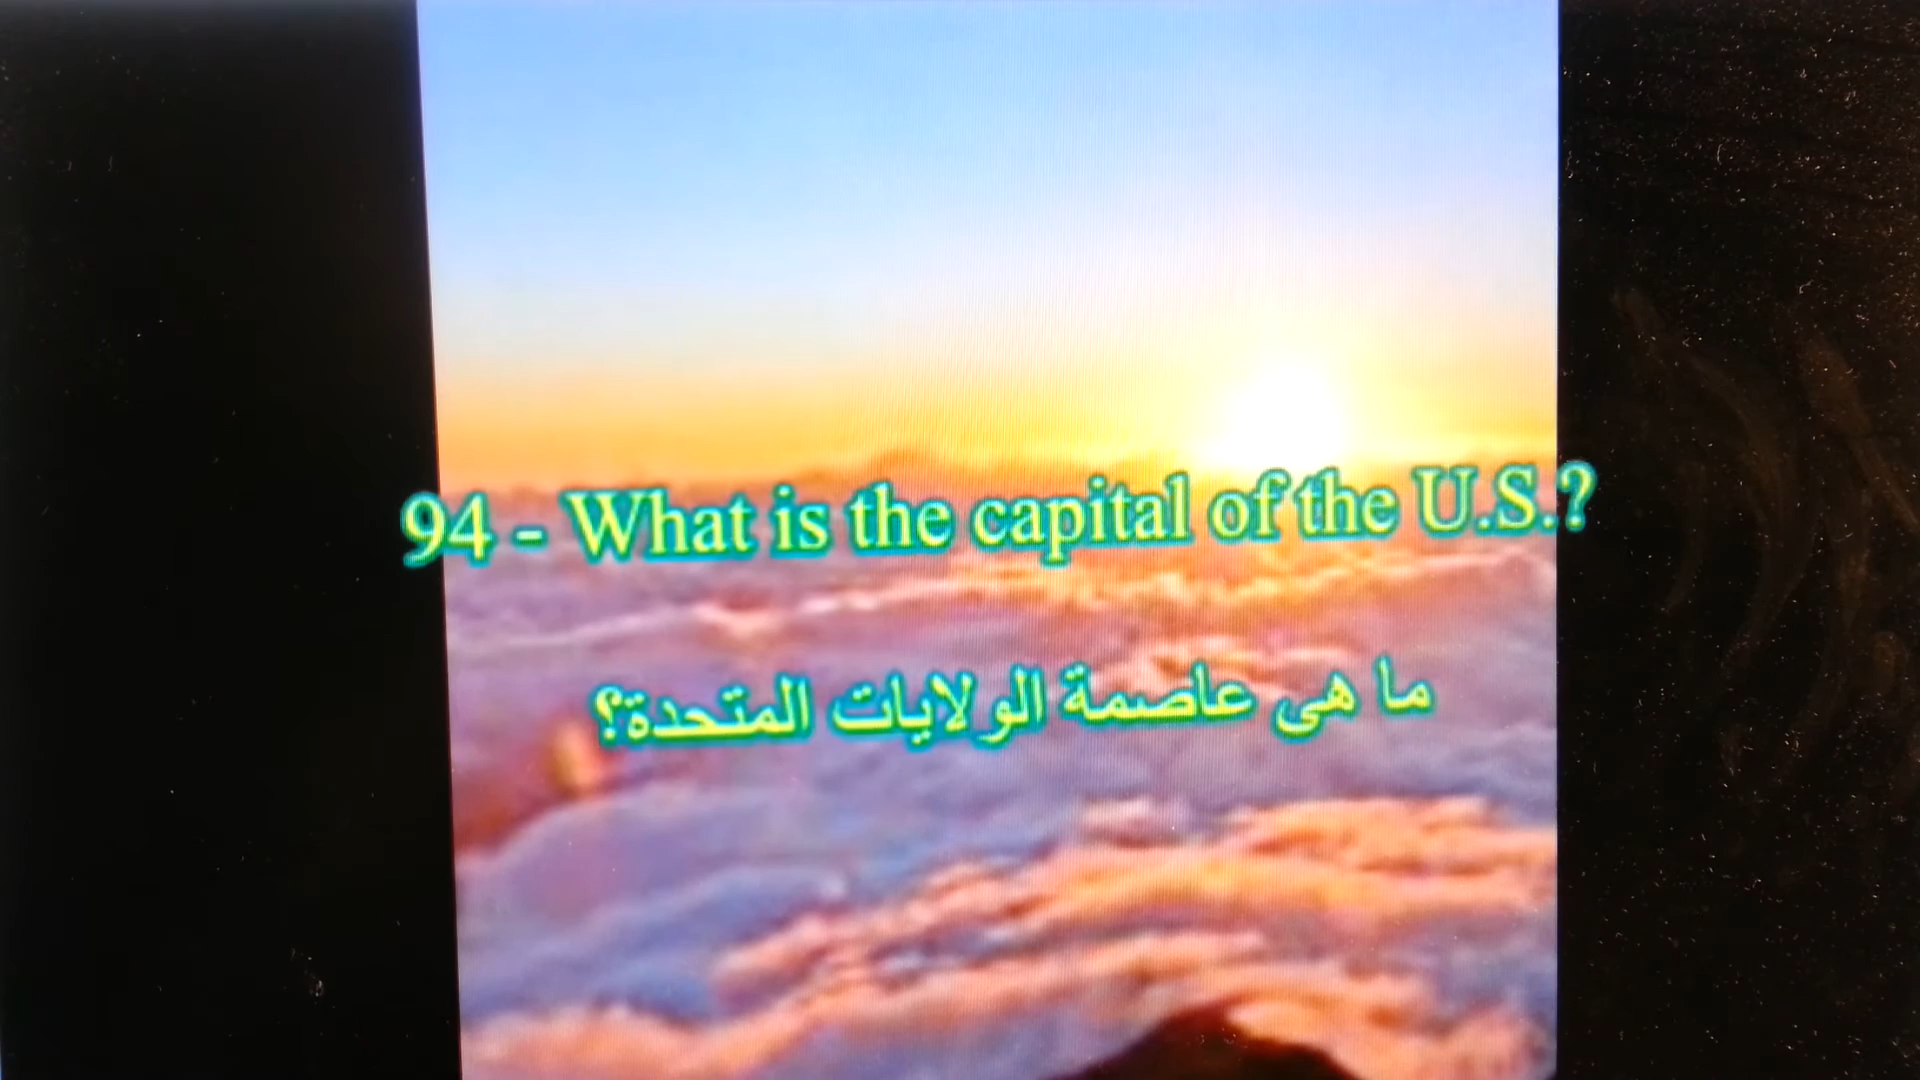 94 - What is the capital of the U.S.?
ما هى عاصمة الولايات المتحدة؟